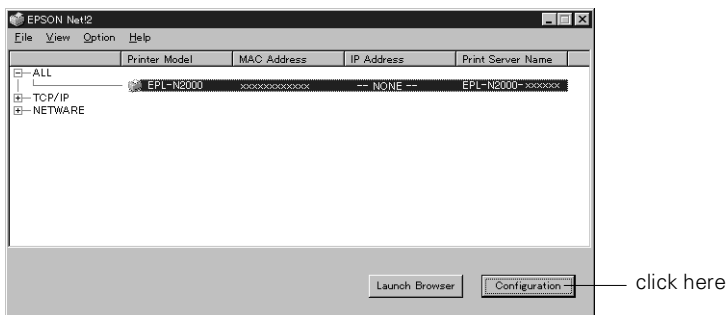 EPSON Net!2
File View Option Help
Printer Model MAC Address IP Address Print Server Name
ALL
EPL-N2000 xxxxxxxxxxxx -- NONE -- EPL-N2000-xxxxxx
TCP/IP
NETWARE
Launch Browser Configuration click here